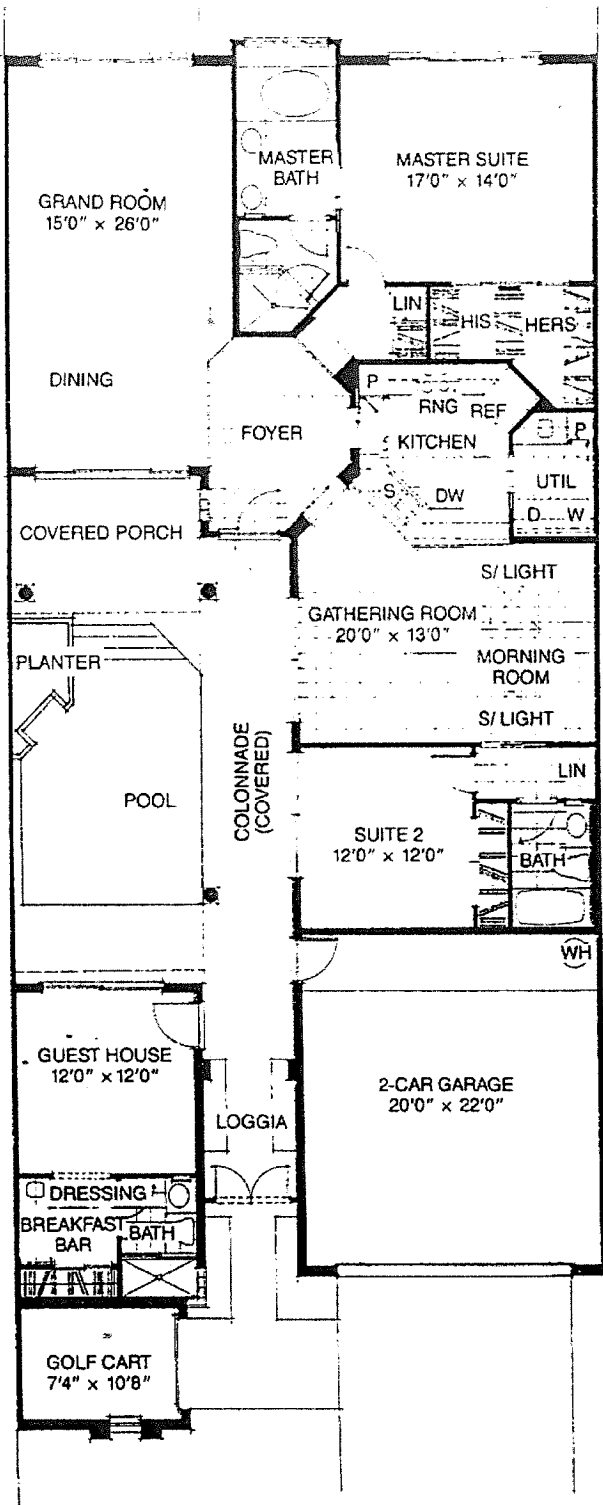 MASTER
BATH
MASTER SUITE
17'0" × 14'0"
GRAND ROOM
15'0" × 26'0"
LIN
HIS
HERS
DINING
P
RNG
REF
FOYER
KITCHEN
P
UTIL
S
DW
D
W
COVERED PORCH
S/LIGHT
GATHERING ROOM
20'0" × 13'0"
PLANTER
MORNING
ROOM
S/LIGHT
COLONNADE
(COVERED)
LIN
POOL
SUITE 2
12'0" × 12'0"
BATH
WH
GUEST HOUSE
12'0" × 12'0"
2-CAR GARAGE
20'0" × 22'0"
LOGGIA
DRESSING
BREAKFAST
BAR
BATH
GOLF CART
7'4" × 10'8"